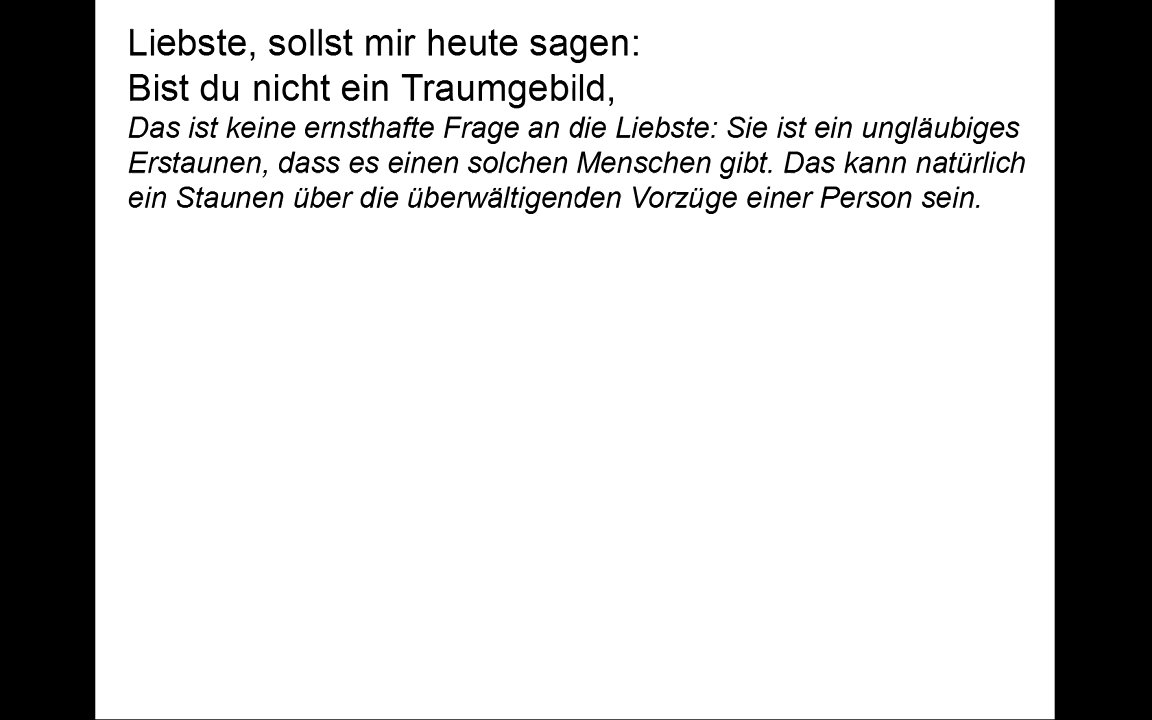 Liebste, sollst mir heute sagen:
Bist du nicht ein Traumgebild,
Das ist keine ernsthafte Frage an die Liebste: Sie ist ein ungläubiges
Erstaunen, dass es einen solchen Menschen gibt. Das kann natürlich
ein Staunen über die überwältigenden Vorzüge einer Person sein.